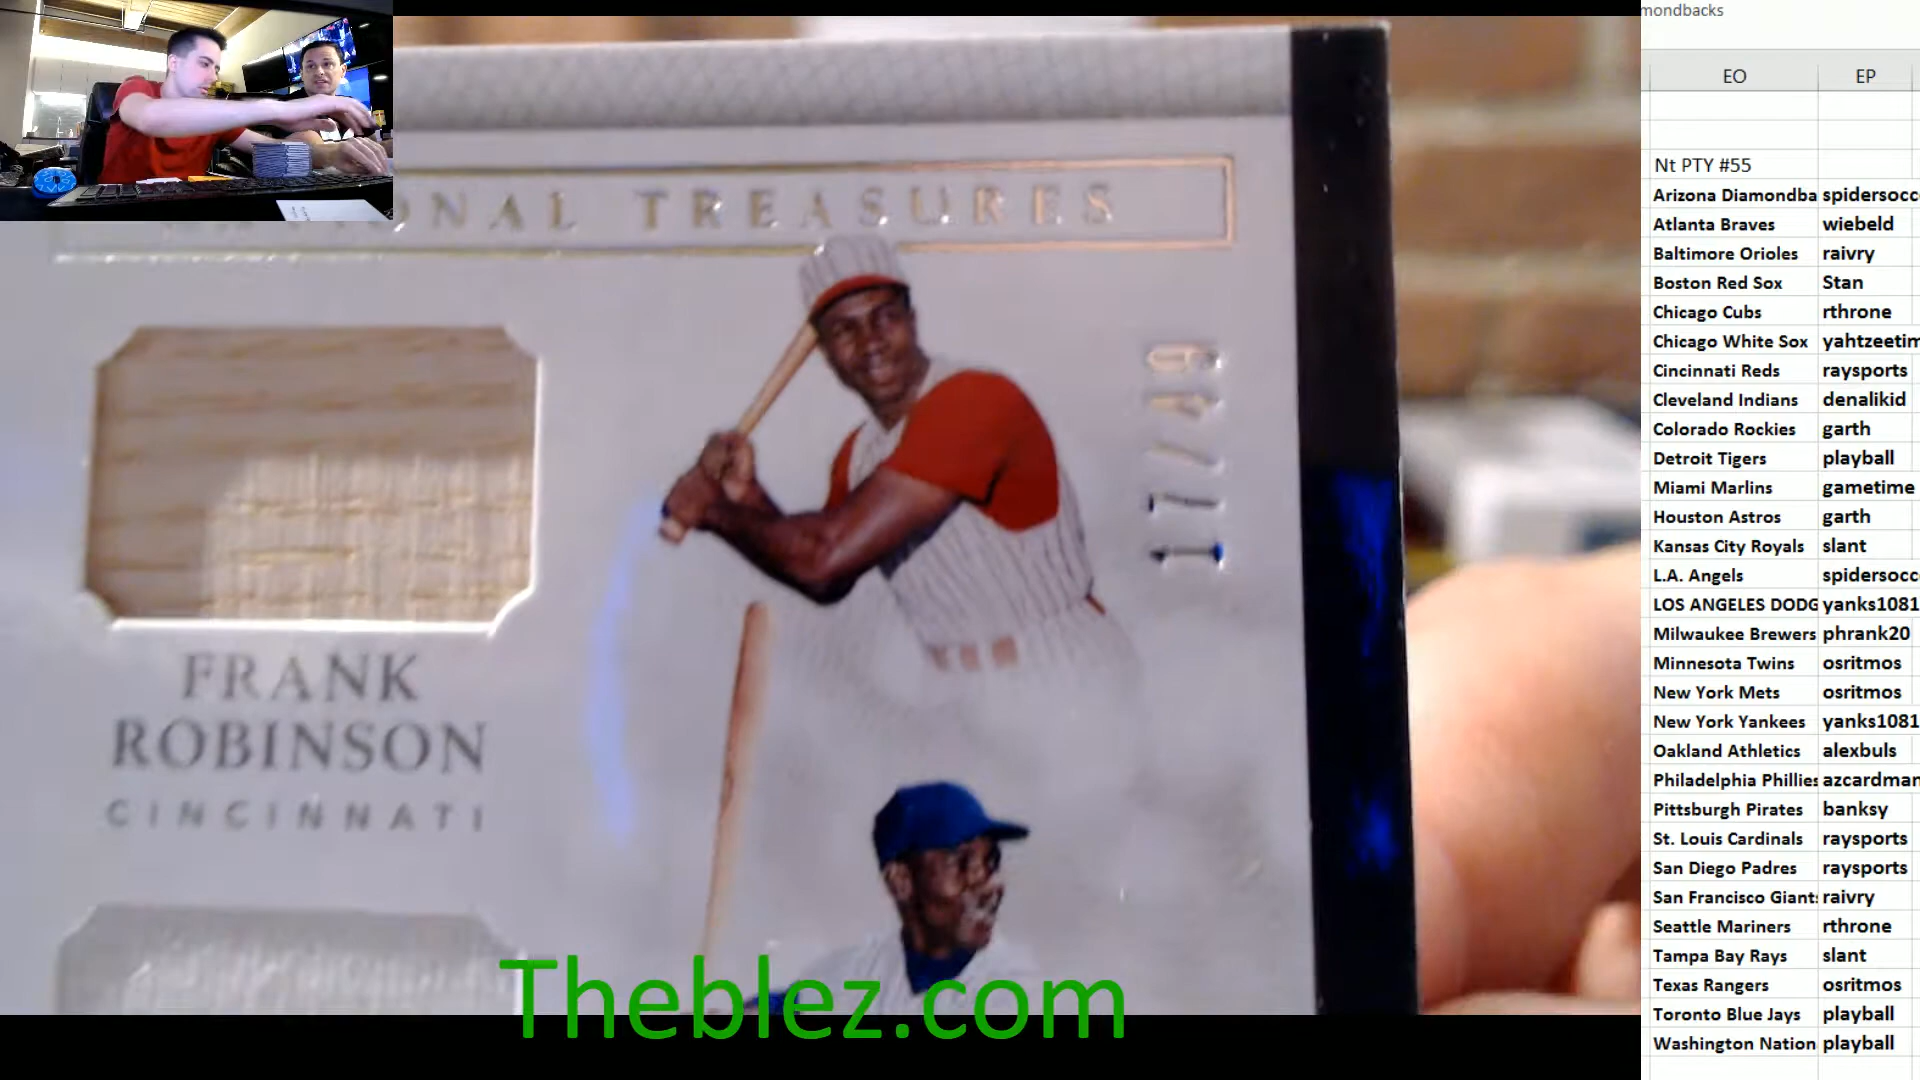 mondbacks
EO EP
Nt PTY #55
Arizona Diamondba spidersocc
Atlanta Braves wiebeld
Baltimore Orioles raivry
Boston Red Sox Stan
Chicago Cubs rthrone
Chicago White Sox yahtzeetim
Cincinnati Reds raysports
Cleveland Indians denalikid
Colorado Rockies garth
Detroit Tigers playball
Miami Marlins gametime
Houston Astros garth
Kansas City Royals slant
L.A. Angels spidersocc
LOS ANGELES DODG yanks1081
Milwaukee Brewers phrank20
Minnesota Twins osritmos
New York Mets osritmos
New York Yankees yanks1081
Oakland Athletics alexbuls
Philadelphia Phillies azcardman
Pittsburgh Pirates banksy
St. Louis Cardinals raysports
San Diego Padres raysports
San Francisco Giants raivry
Seattle Mariners rthrone
Tampa Bay Rays slant
Texas Rangers osritmos
Toronto Blue Jays playball
Washington Nation playball
ONAL TREASURES
17/49
FRANK
ROBINSON
CINCINNATI
Theblez.com